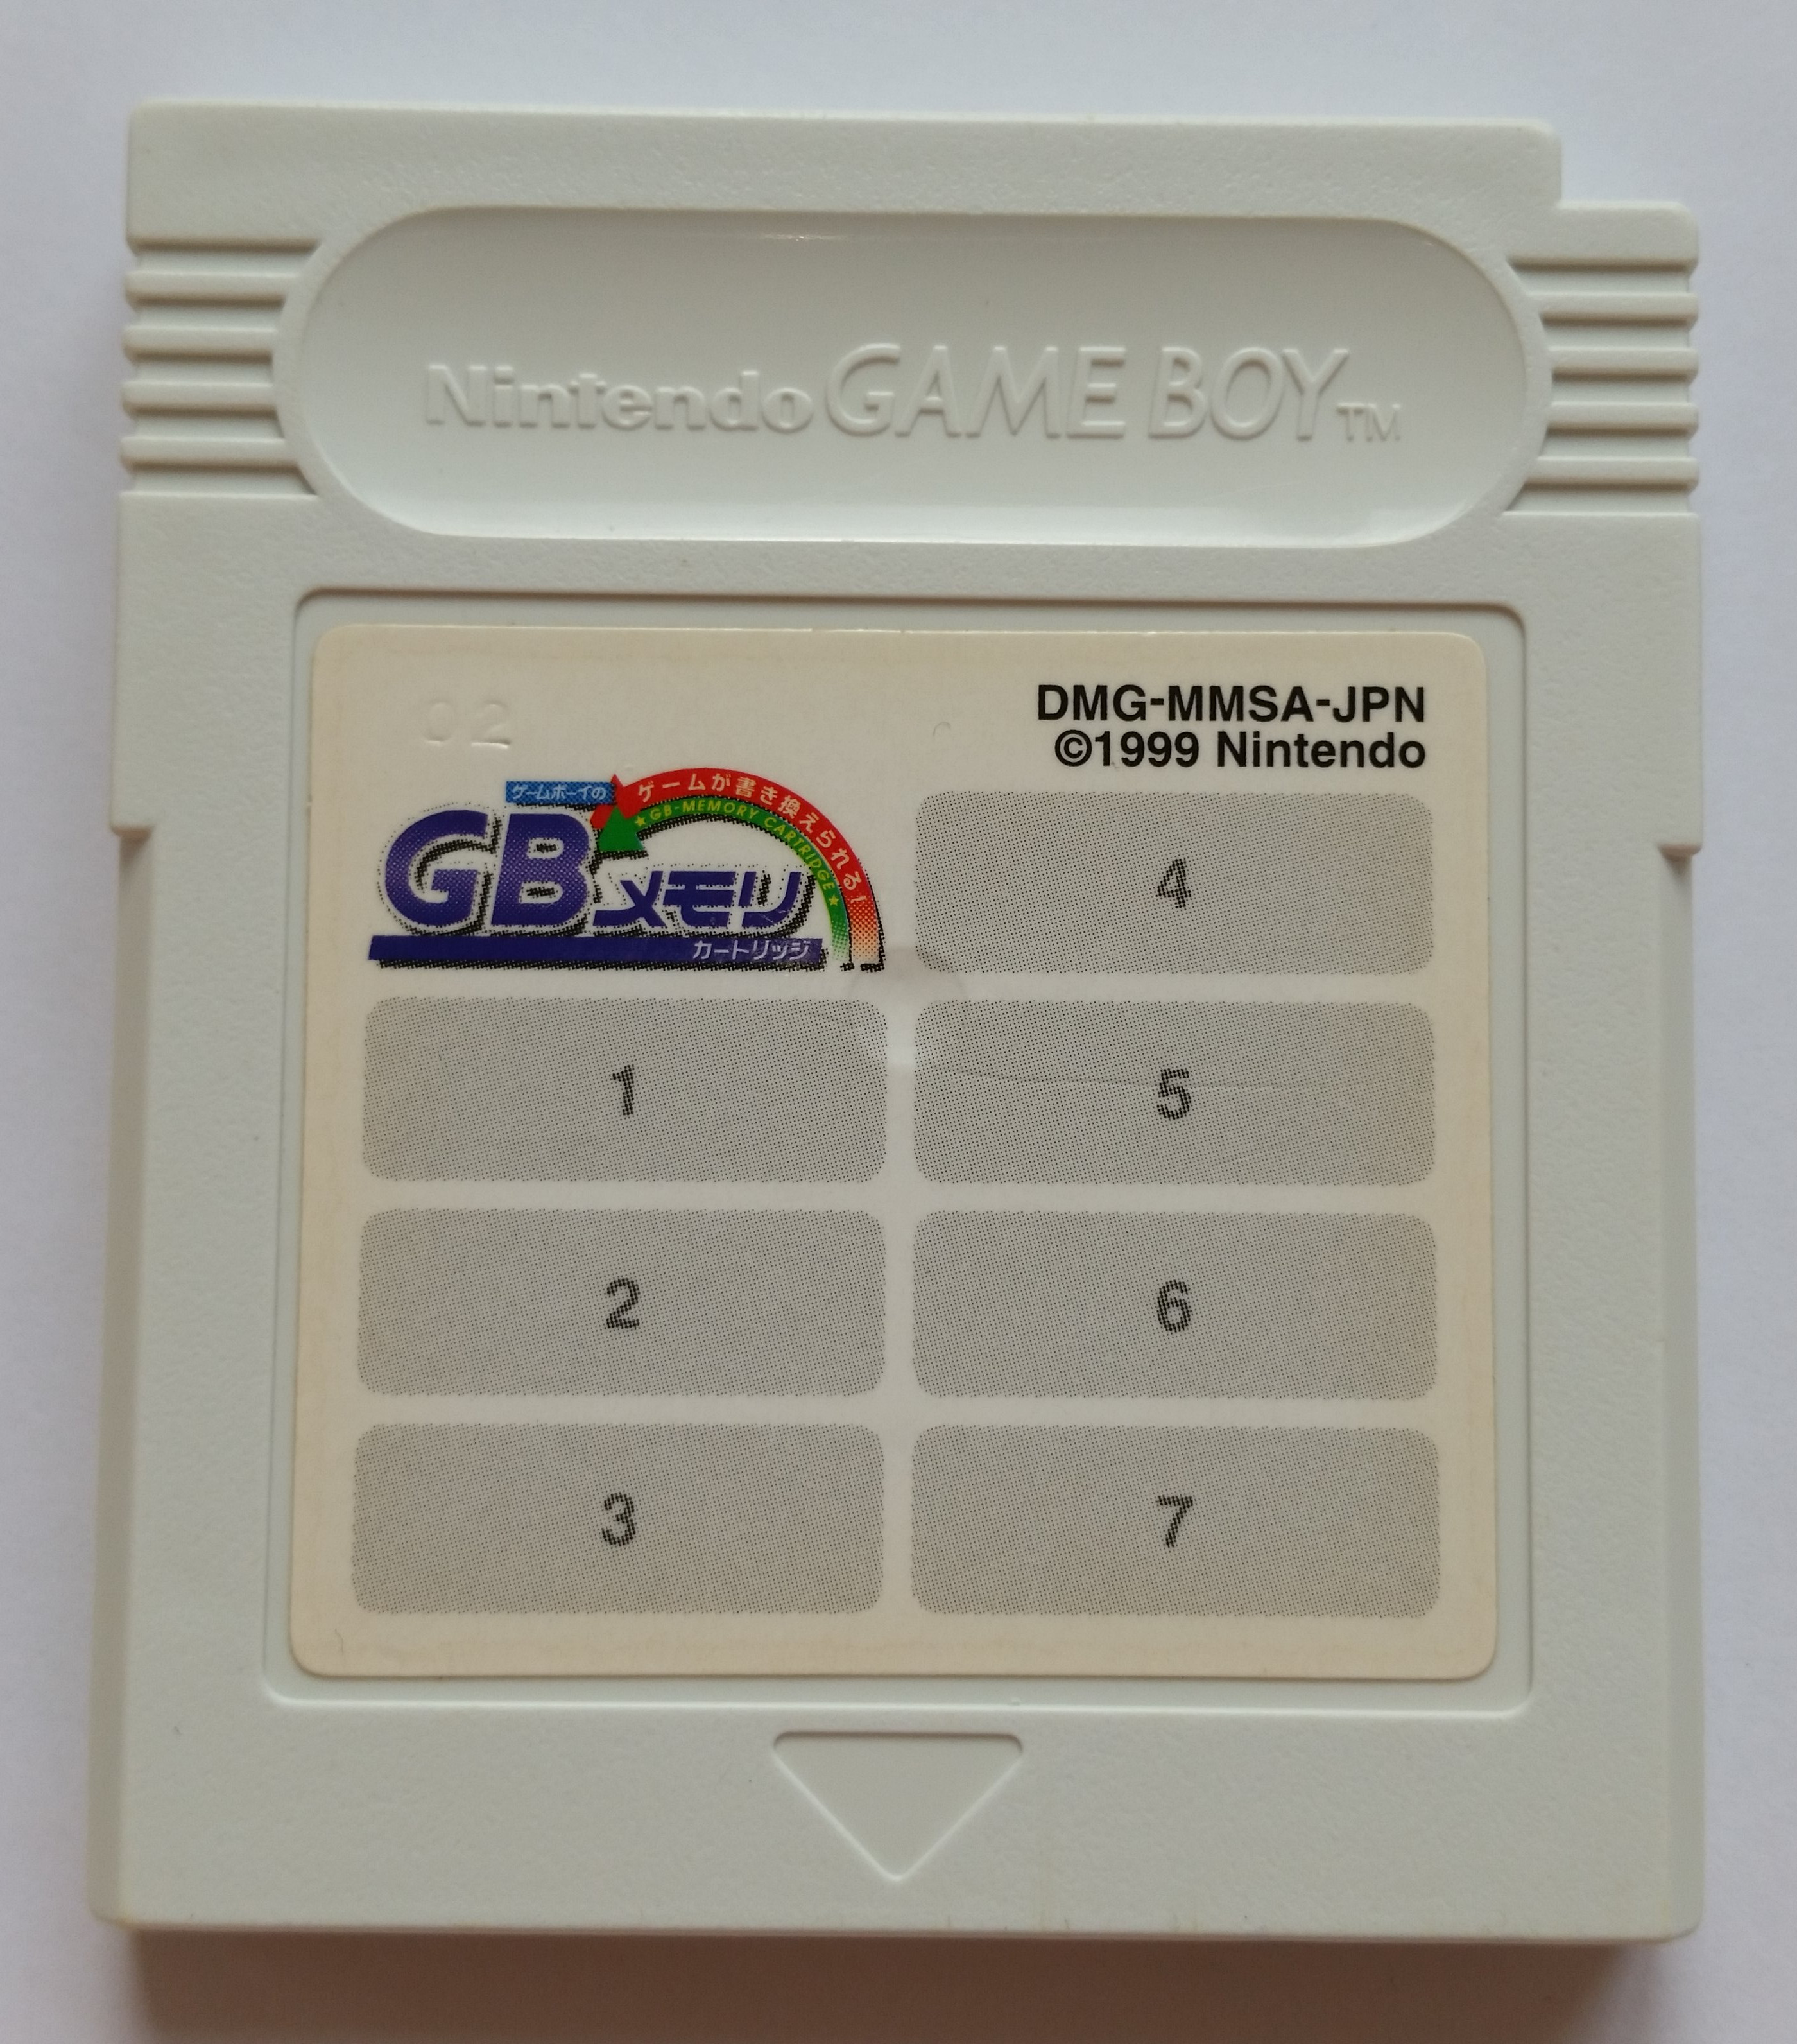 Nintendo GAME BOY TM
02
DMG-MMSA-JPN
©1999 Nintendo
ゲームボーイの
ゲームが書き換えられる!
★GB-MEMORY CARTRIDGE★
GBメモリ
カートリッジ
4
1
5
2
6
3
7